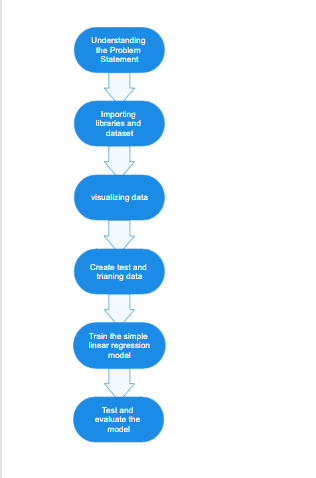 Understanding
the Problem
Statement
Importing
libraries and
dataset
visualizing data
Create test and
trianing data
Train the simple
linear regression
model
Test and
evaluate the
model